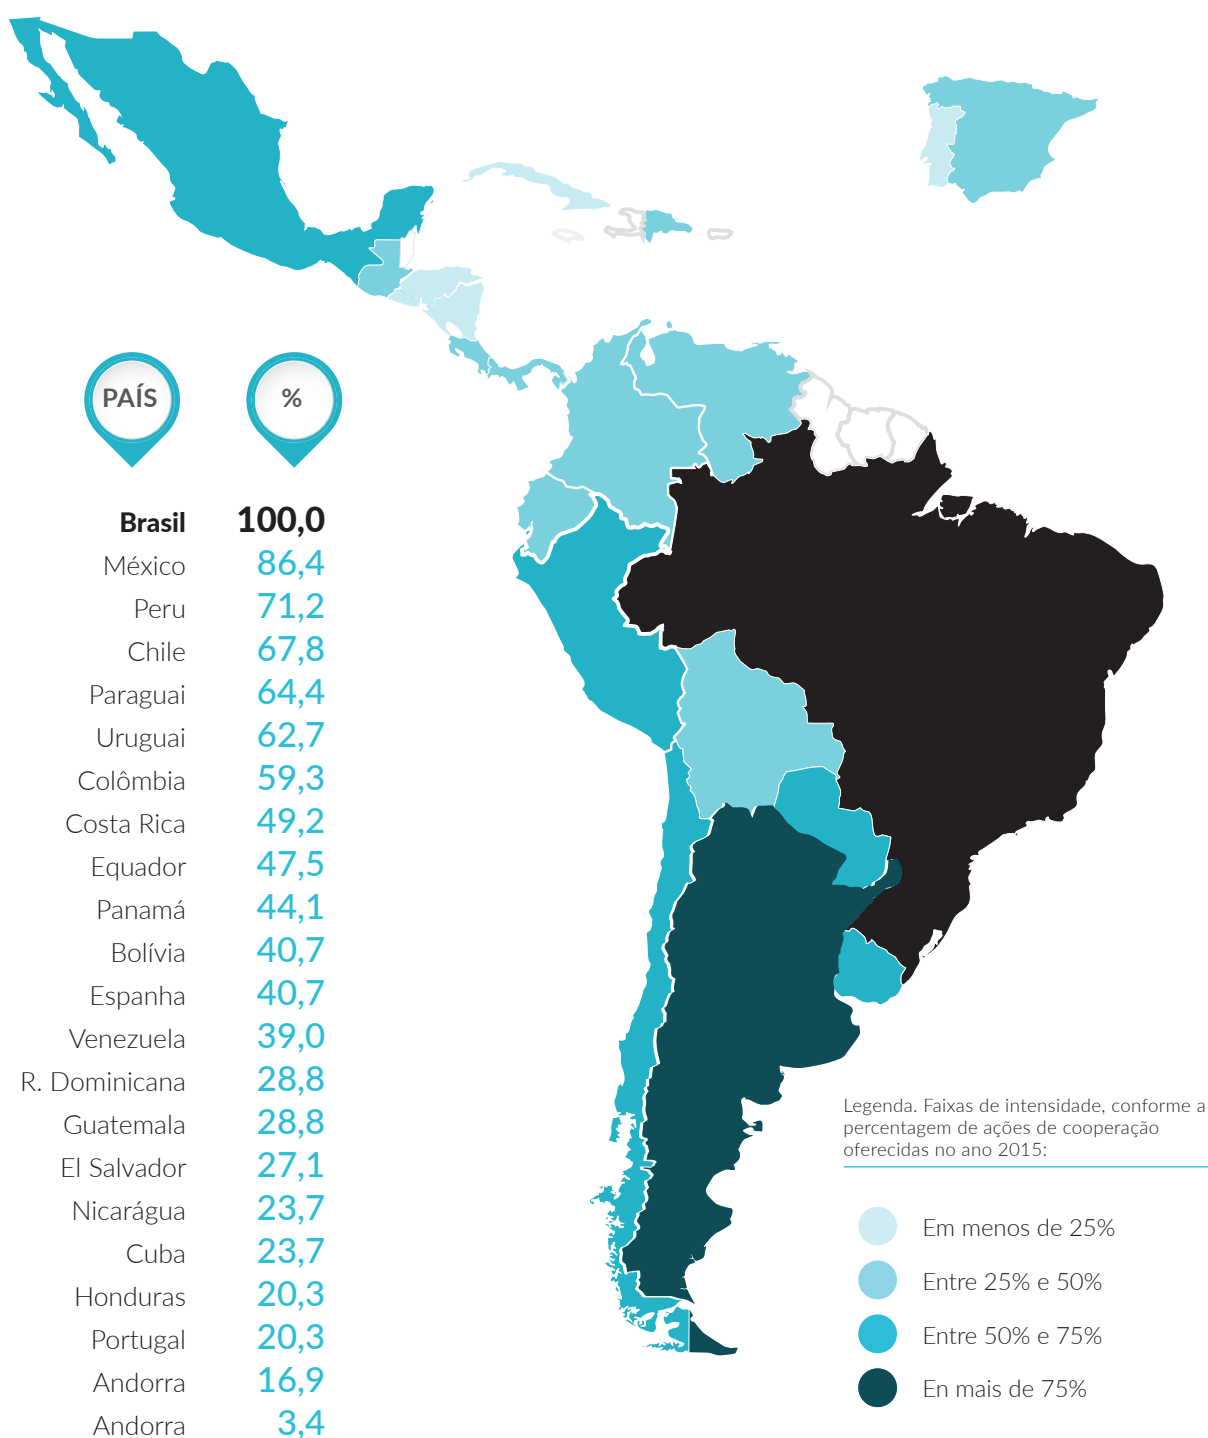 PAÍS %
Brasil 100,0
México 86,4
Peru 71,2
Chile 67,8
Paraguai 64,4
Uruguai 62,7
Colômbia 59,3
Costa Rica 49,2
Equador 47,5
Panamá 44,1
Bolívia 40,7
Espanha 40,7
Venezuela 39,0
R. Dominicana 28,8
Guatemala 28,8
El Salvador 27,1
Nicarágua 23,7
Cuba 23,7
Honduras 20,3
Portugal 20,3
Andorra 16,9
Andorra 3,4
Legenda. Faixas de intensidade, conforme a
percentagem de ações de cooperação
oferecidas no ano 2015:
Em menos de 25%
Entre 25% e 50%
Entre 50% e 75%
En mais de 75%